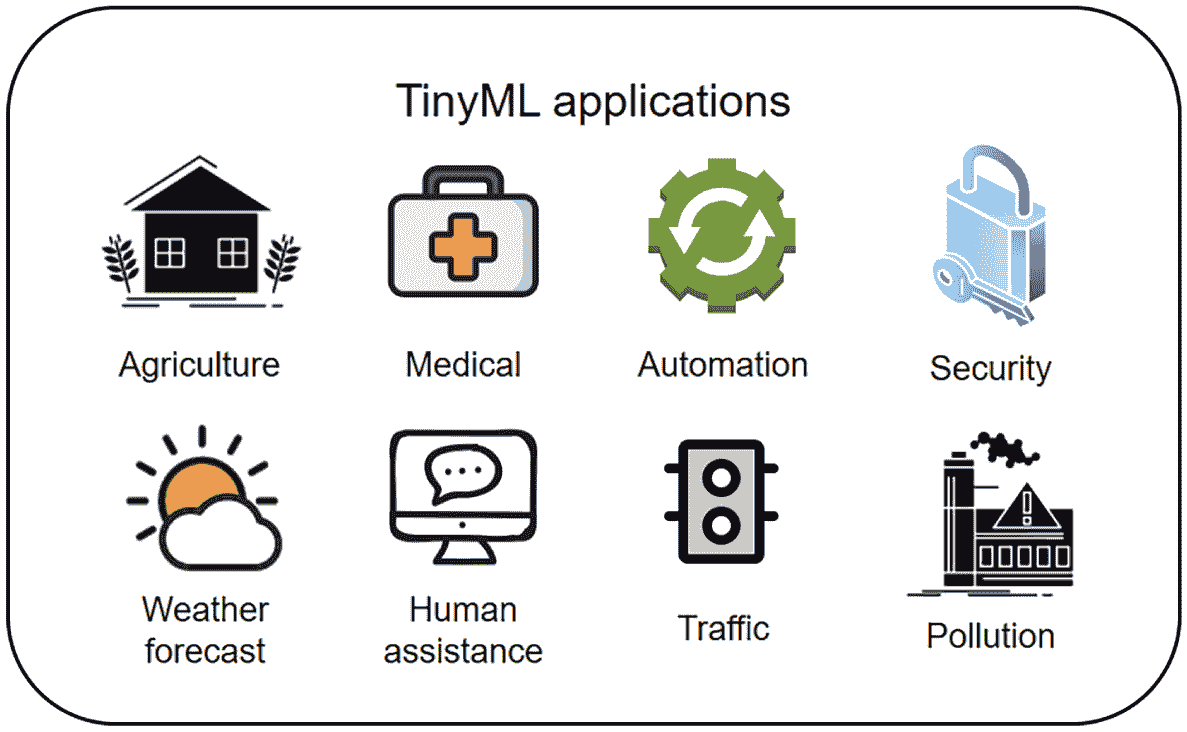 TinyML applications
Agriculture
Medical
Automation
Security
Weather
forecast
Human
assistance
Traffic
Pollution